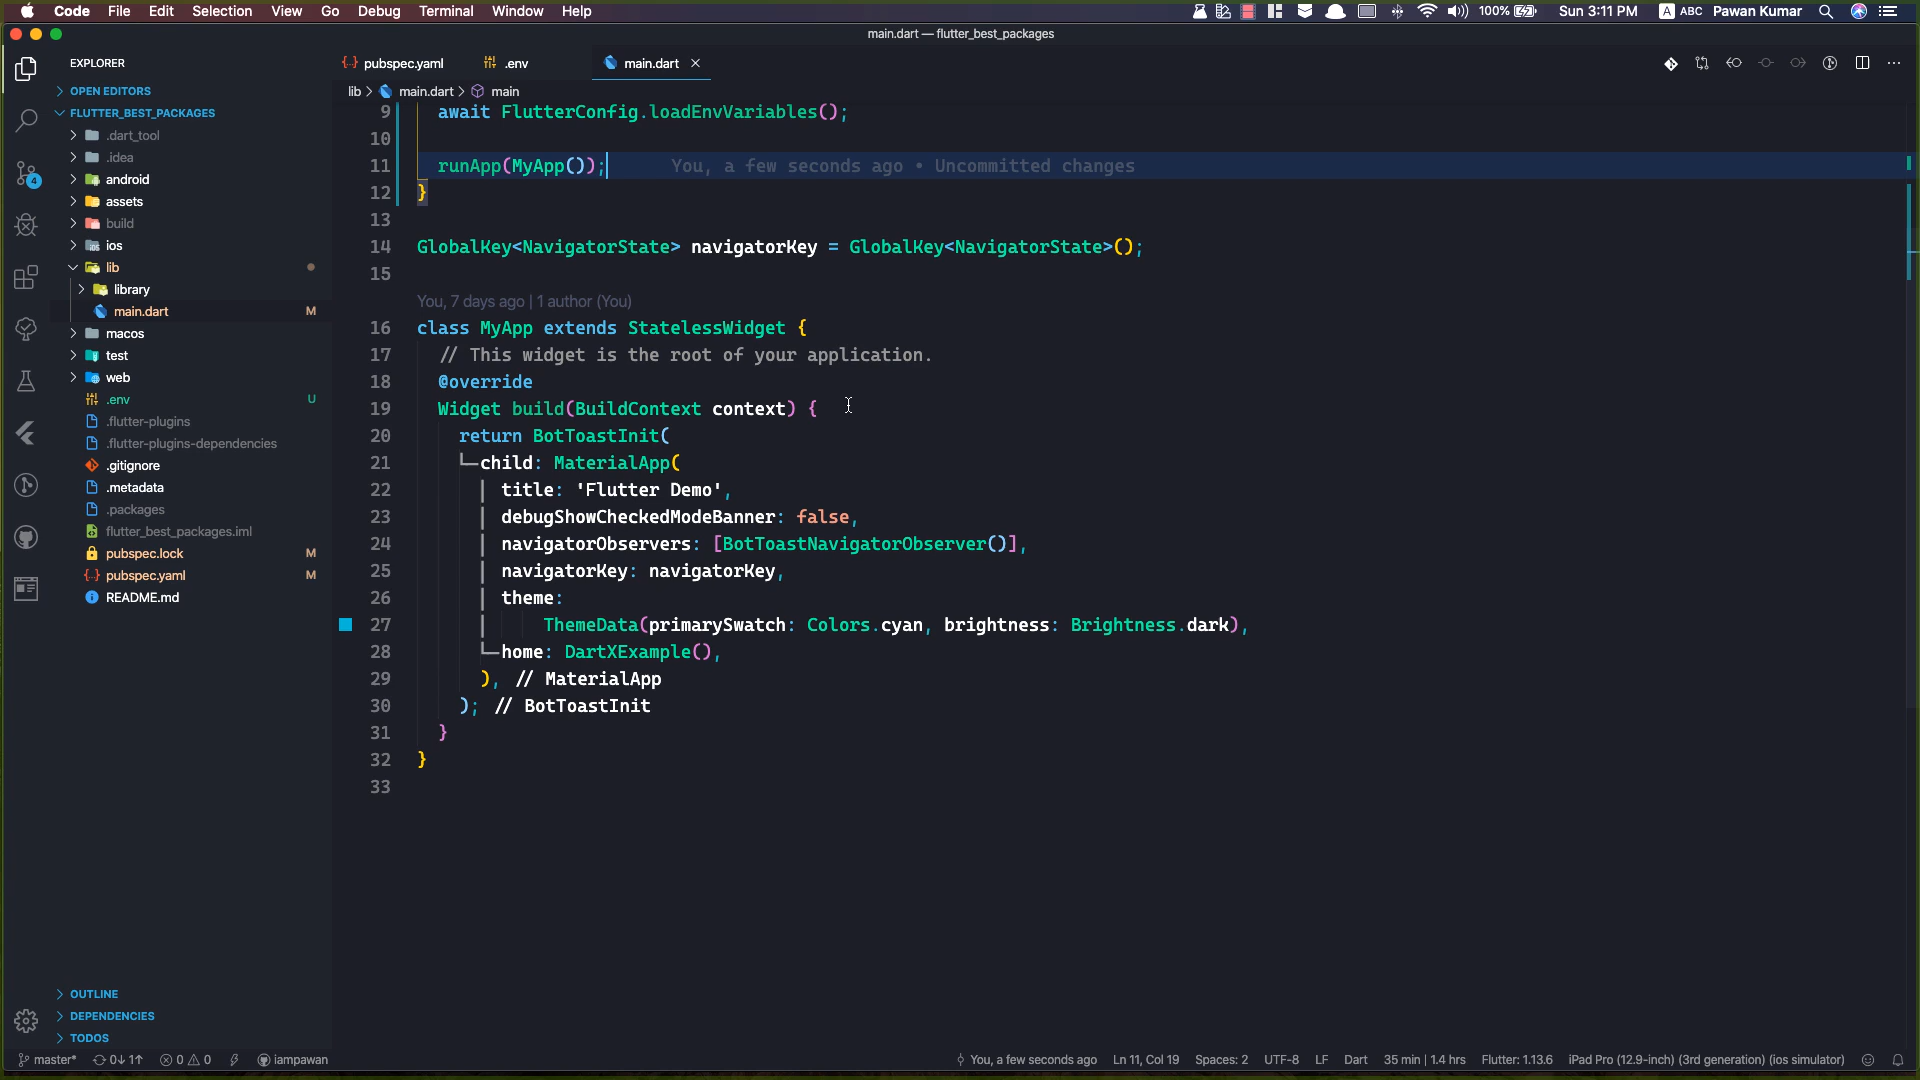 Code File Edit Selection View Go Debug Terminal Window Help 100% Sun 3:11 PM A ABC Pawan Kumar
main.dart — flutter_best_packages
EXPLORER
pubspec.yaml .env main.dart
OPEN EDITORS
lib > main.dart > main
FLUTTER_BEST_PACKAGES
.dart_tool
.idea
android
assets
build
ios
lib
library
main.dart M
macos
test
web
.env U
.flutter-plugins
.flutter-plugins-dependencies
.gitignore
.metadata
.packages
flutter_best_packages.iml
pubspec.lock M
pubspec.yaml M
README.md
4
9 await FlutterConfig.loadEnvVariables();
10
11 runApp(MyApp()); You, a few seconds ago • Uncommitted changes
12 }
13
14 GlobalKey<NavigatorState> navigatorKey = GlobalKey<NavigatorState>();
15
You, 7 days ago | 1 author (You)
16 class MyApp extends StatelessWidget {
17 // This widget is the root of your application.
18 @override
19 Widget build(BuildContext context) {
20 return BotToastInit(
21 child: MaterialApp(
22 title: 'Flutter Demo',
23 debugShowCheckedModeBanner: false,
24 navigatorObservers: [BotToastNavigatorObserver()],
25 navigatorKey: navigatorKey,
26 theme:
27 ThemeData(primarySwatch: Colors.cyan, brightness: Brightness.dark),
28 home: DartXExample(),
29 ), // MaterialApp
30 ); // BotToastInit
31 }
32 }
33
OUTLINE
DEPENDENCIES
TODOS
master* 0↓ 1↑ 0 0 iampawan You, a few seconds ago Ln 11, Col 19 Spaces: 2 UTF-8 LF Dart 35 min | 1.4 hrs Flutter: 1.13.6 iPad Pro (12.9-inch) (3rd generation) (ios simulator)